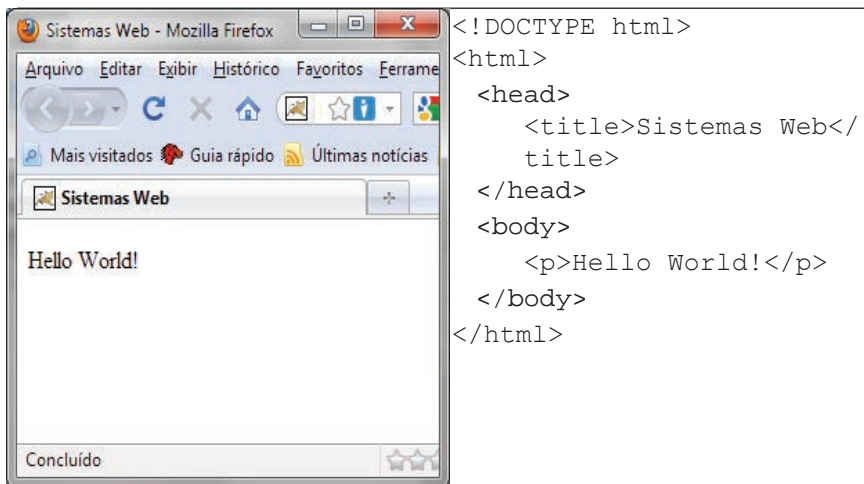 Sistemas Web - Mozilla Firefox
Arquivo Editar Exibir Histórico Favoritos Ferrame
Mais visitados Guia rápido Últimas notícias
Sistemas Web
Hello World!
Concluído
<!DOCTYPE html>
<html>
<head>
<title>Sistemas Web</
title>
</head>
<body>
<p>Hello World!</p>
</body>
</html>